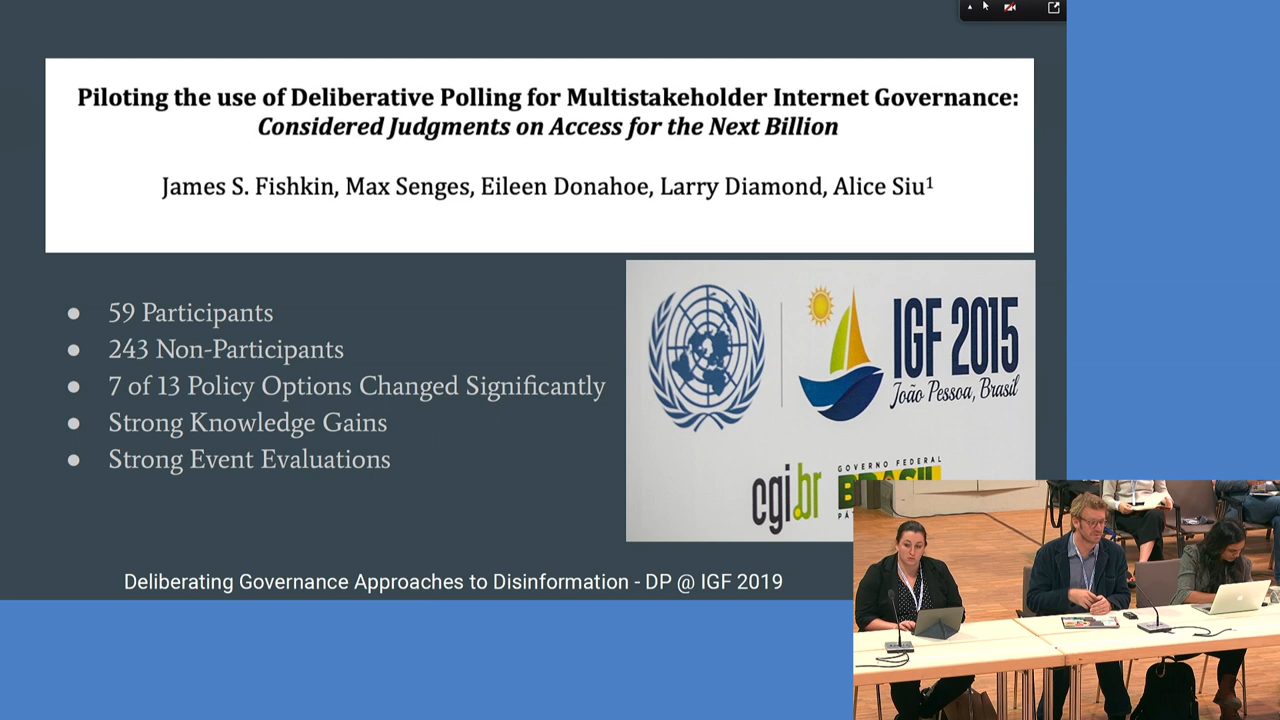 Piloting the use of Deliberative Polling for Multistakeholder Internet Governance:
Considered Judgments on Access for the Next Billion
James S. Fishkin, Max Senges, Eileen Donahoe, Larry Diamond, Alice Siu1
● 59 Participants
● 243 Non-Participants
● 7 of 13 Policy Options Changed Significantly
● Strong Knowledge Gains
● Strong Event Evaluations
IGF 2015
João Pessoa, Brasil
cgi.br
GOVERNO FEDERAL
BRASIL
Deliberating Governance Approaches to Disinformation - DP @ IGF 2019